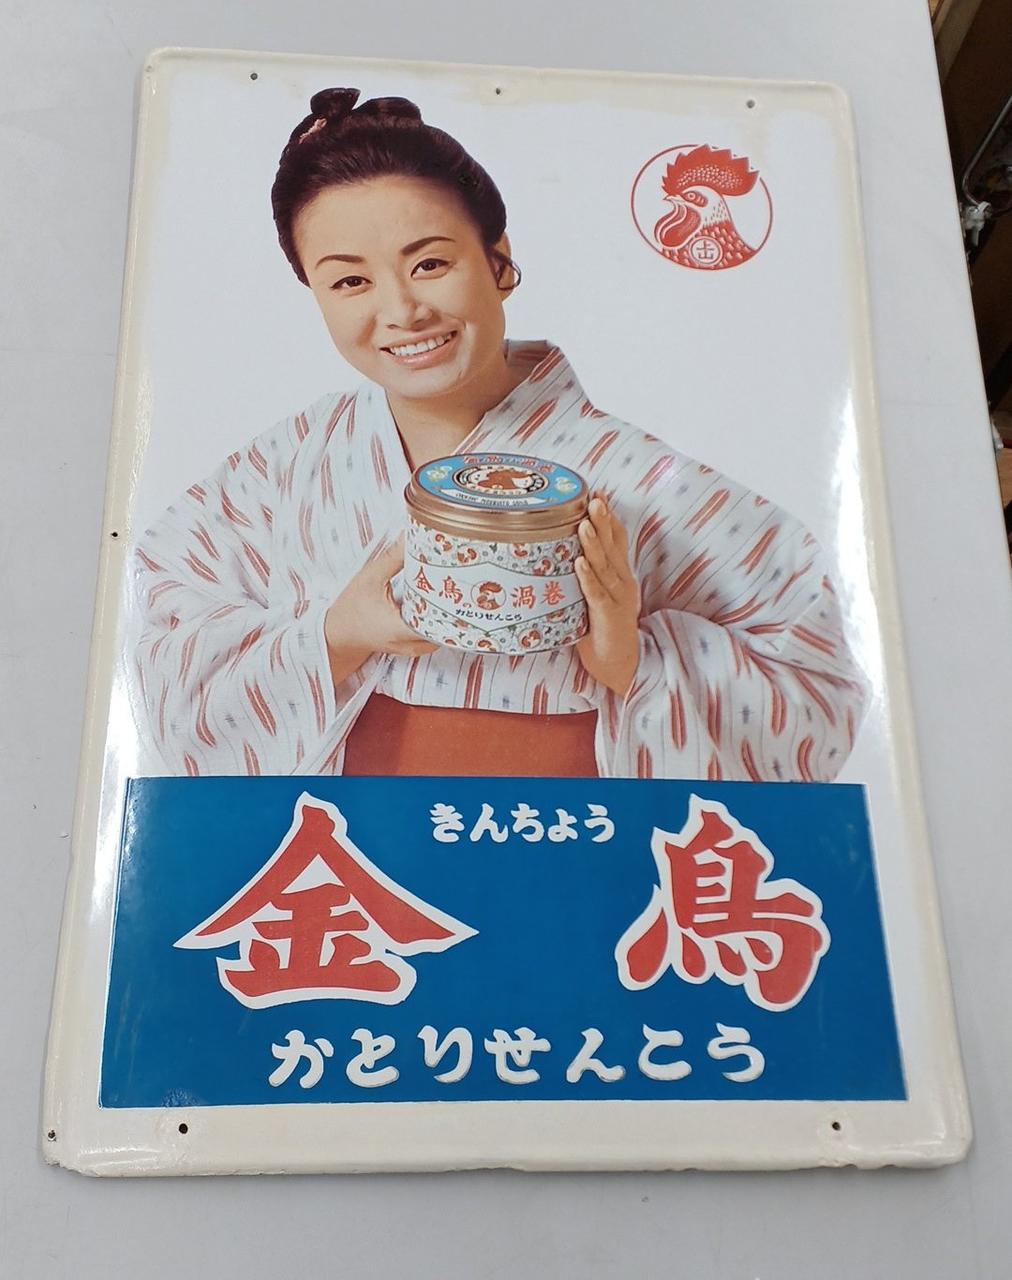 金鳥の渦巻
かとりせんこう
きんちょう
金鳥
かとりせんこう